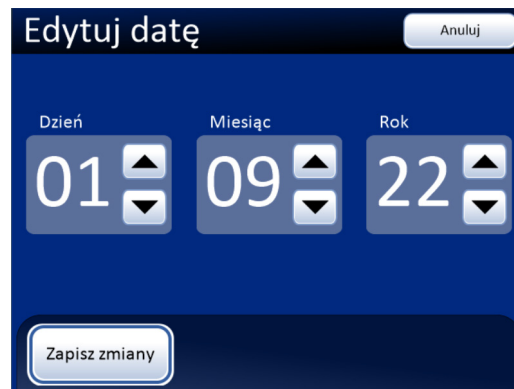 Edytuj datę
Anuluj
Dzień Miesiąc Rok
01 09 22
Zapisz zmiany